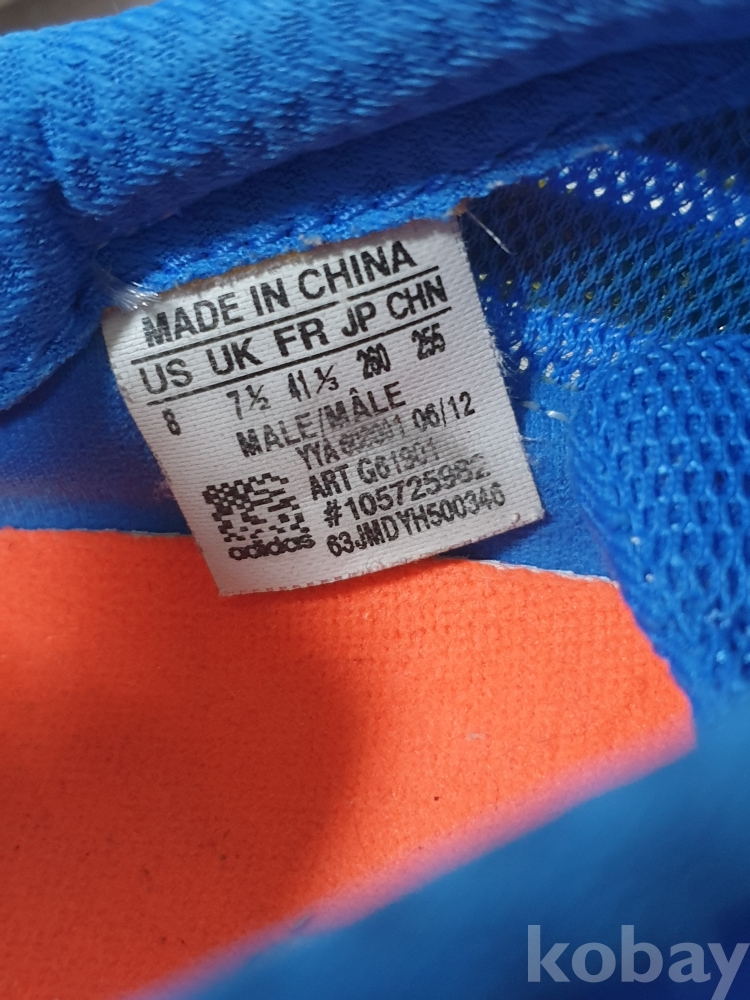 MADE IN CHINA
US UK FR JP CHN
8 7½ 41⅓ 260 255
MALE/MÂLE
06/12
ART G61901
#105725982
63JMDYH500346
adidas
kobay